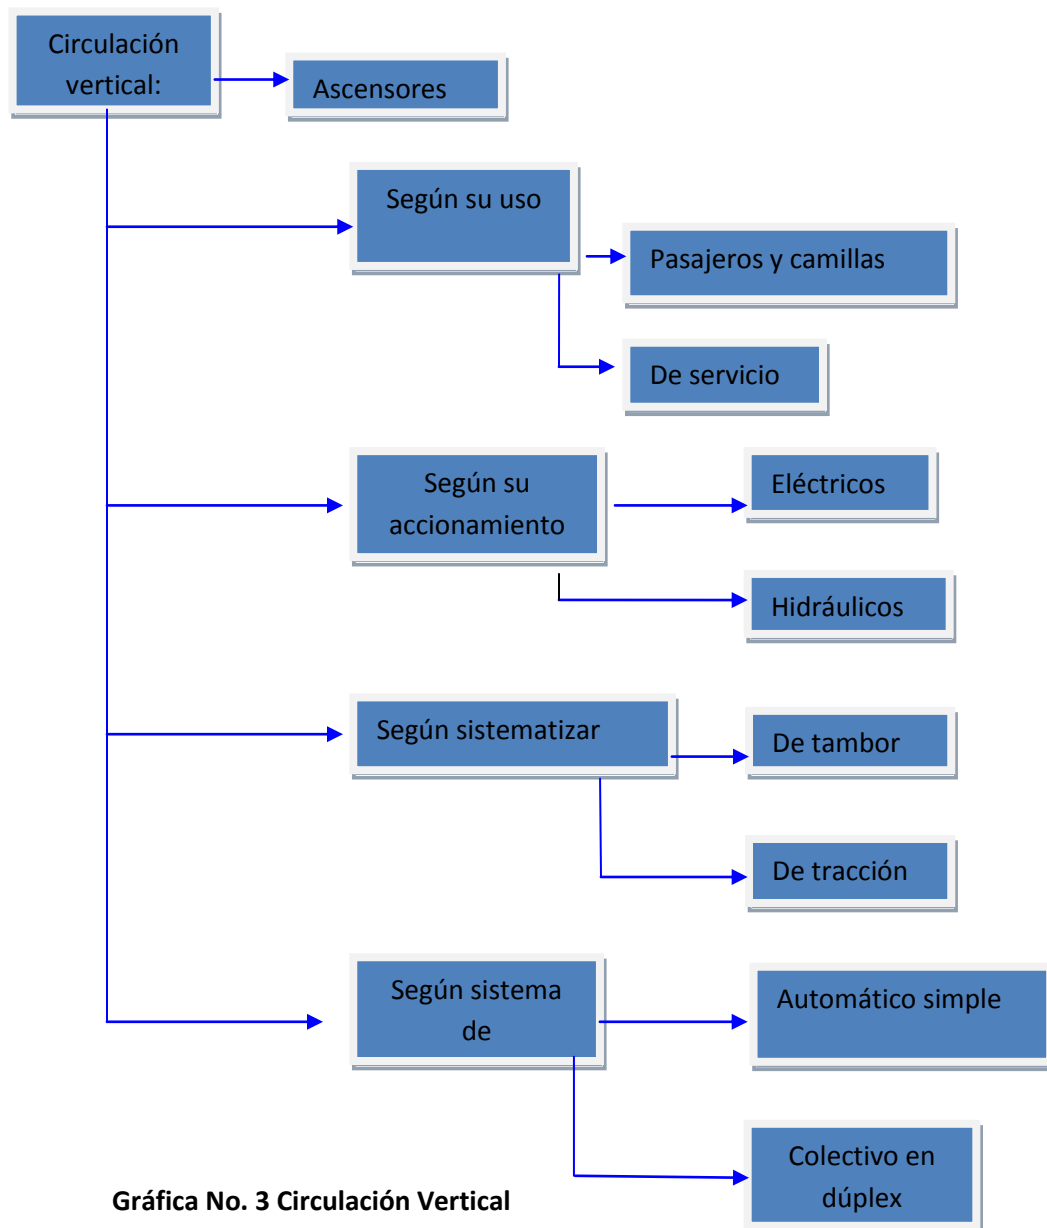 Circulación
vertical:
Ascensores
Según su uso
Pasajeros y camillas
De servicio
Según su
accionamiento
Eléctricos
Hidráulicos
Según sistematizar
De tambor
De tracción
Según sistema
de
Automático simple
Colectivo en
dúplex
Gráfica No. 3 Circulación Vertical